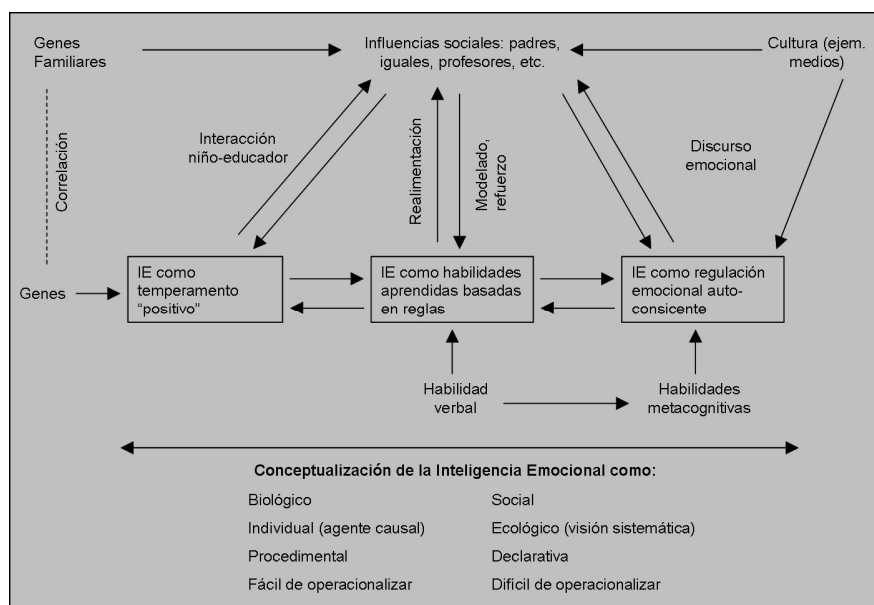 Genes
Familiares
Influencias sociales: padres,
iguales, profesores, etc.
Cultura (ejem.
medios)
Correlación
Interacción
niño-educador
Realimentación
Modelado,
refuerzo
Discurso
emocional
Genes
IE como
temperamento
“positivo”
IE como habilidades
aprendidas basadas
en reglas
IE como regulación
emocional auto-
consicente
Habilidad
verbal
Habilidades
metacognitivas
Conceptualización de la Inteligencia Emocional como:
Biológico
Social
Individual (agente causal)
Ecológico (visión sistemática)
Procedimental
Declarativa
Fácil de operacionalizar
Difícil de operacionalizar